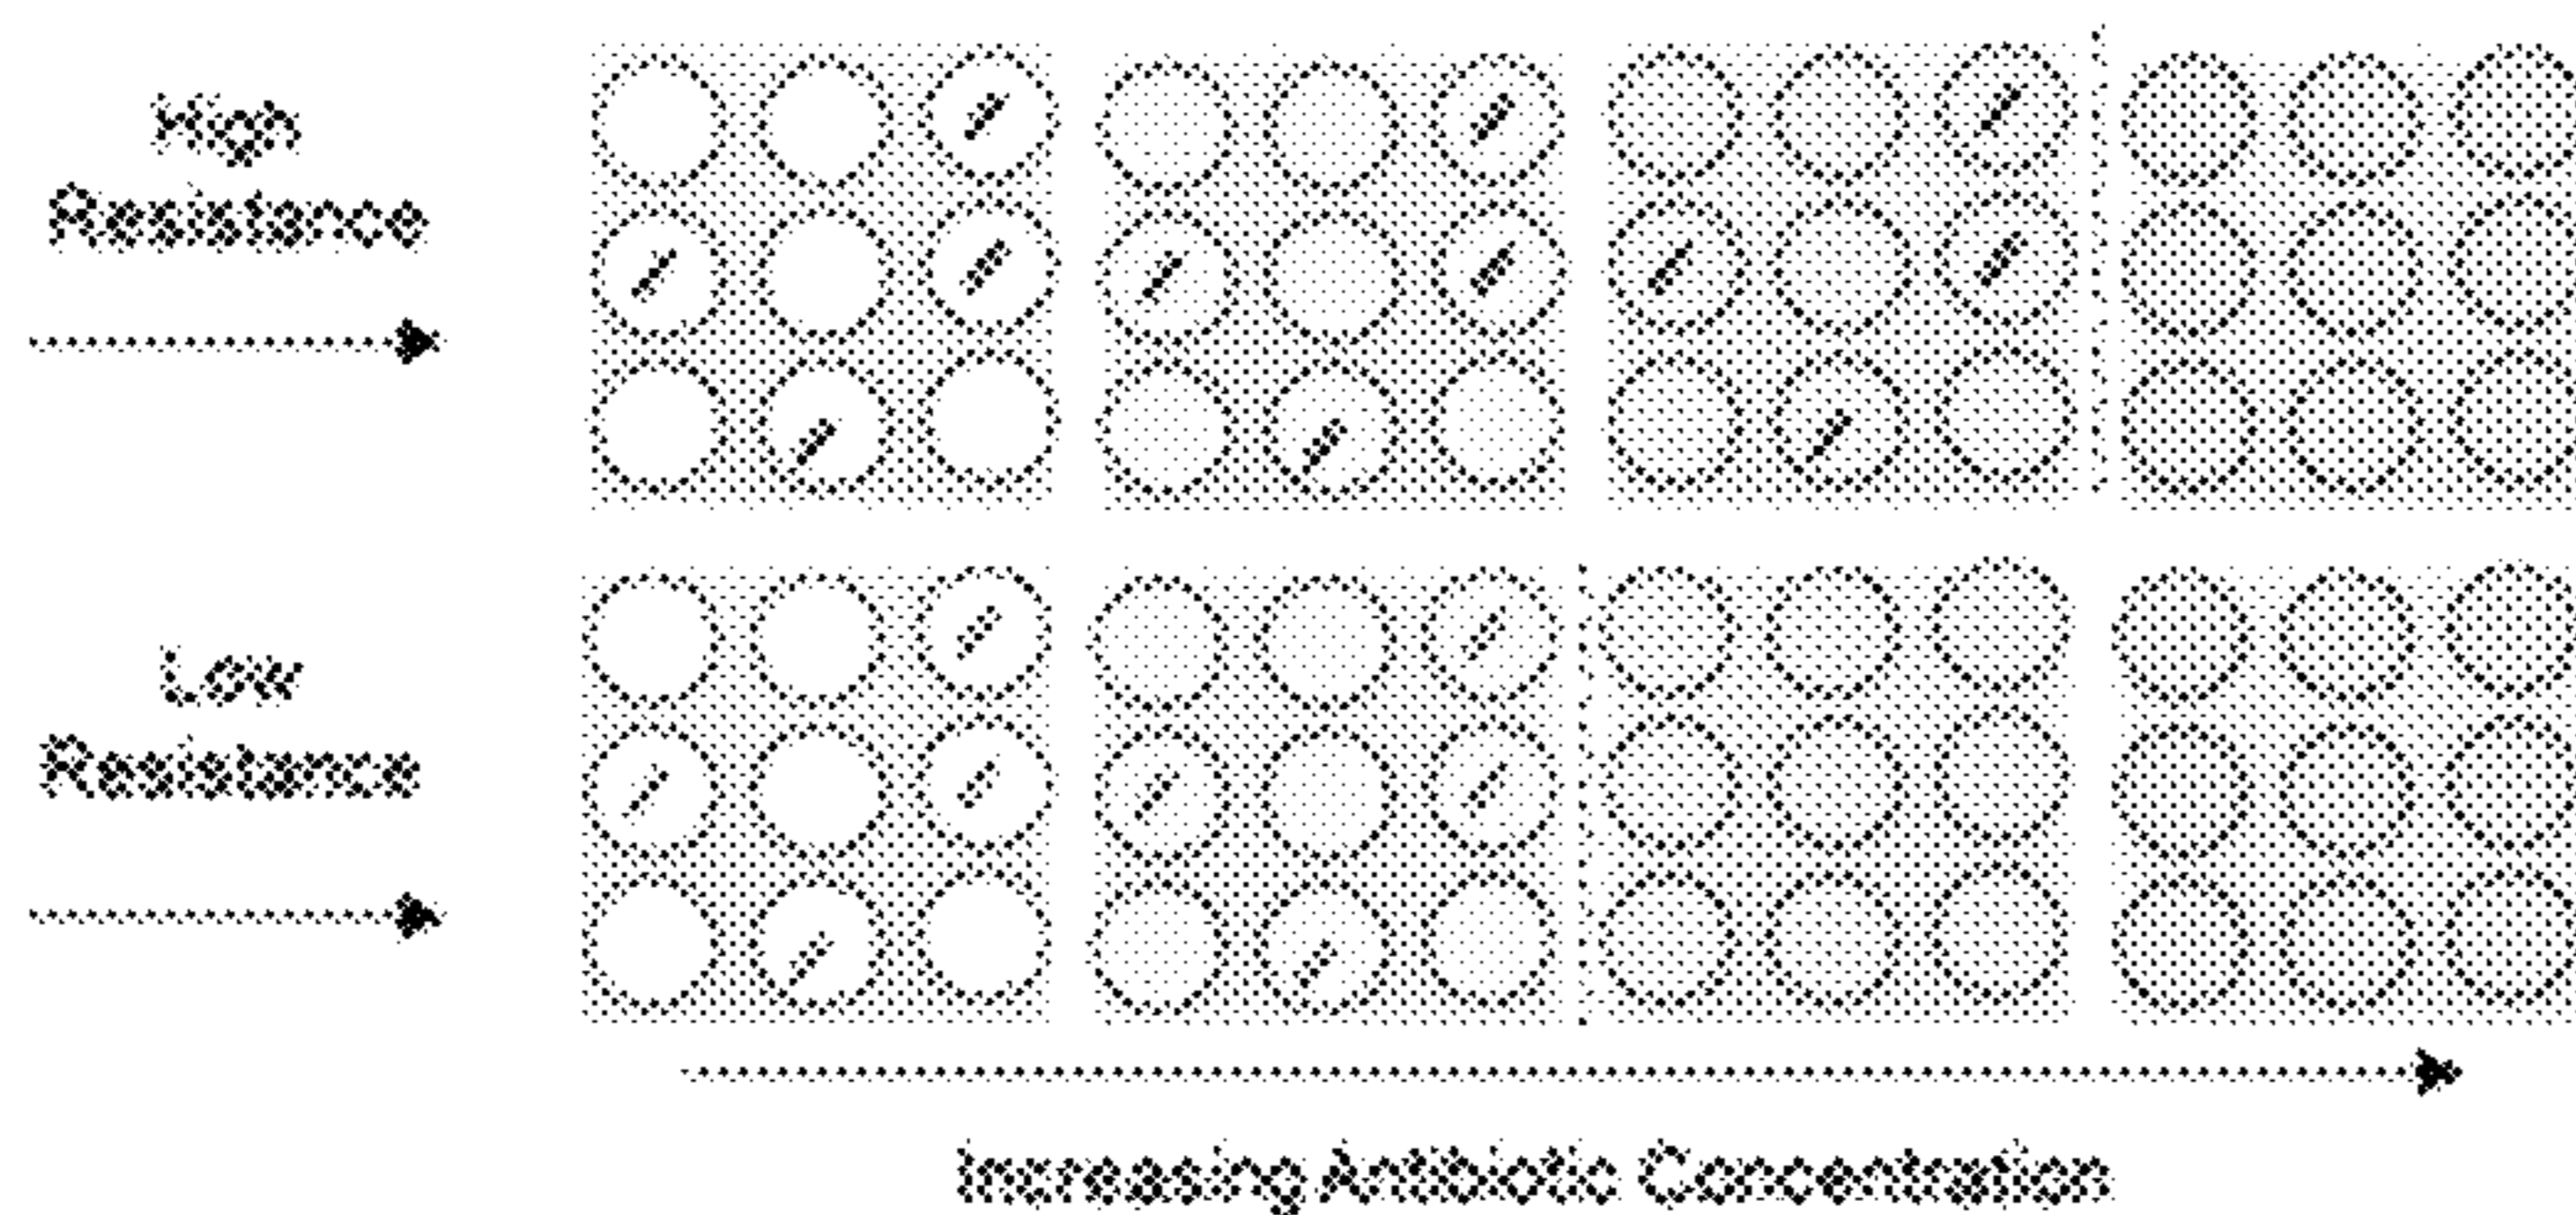 High
Resistance
Low
Resistance
Increasing Antibiotic Concentration